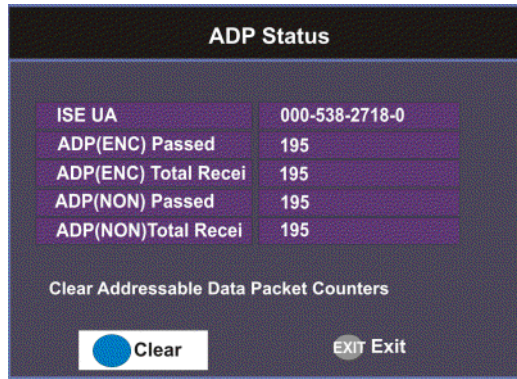 ADP Status
ISE UA 000-538-2718-0
ADP(ENC) Passed 195
ADP(ENC) Total Recei 195
ADP(NON) Passed 195
ADP(NON)Total Recei 195
Clear Addressable Data Packet Counters
Clear EXIT Exit